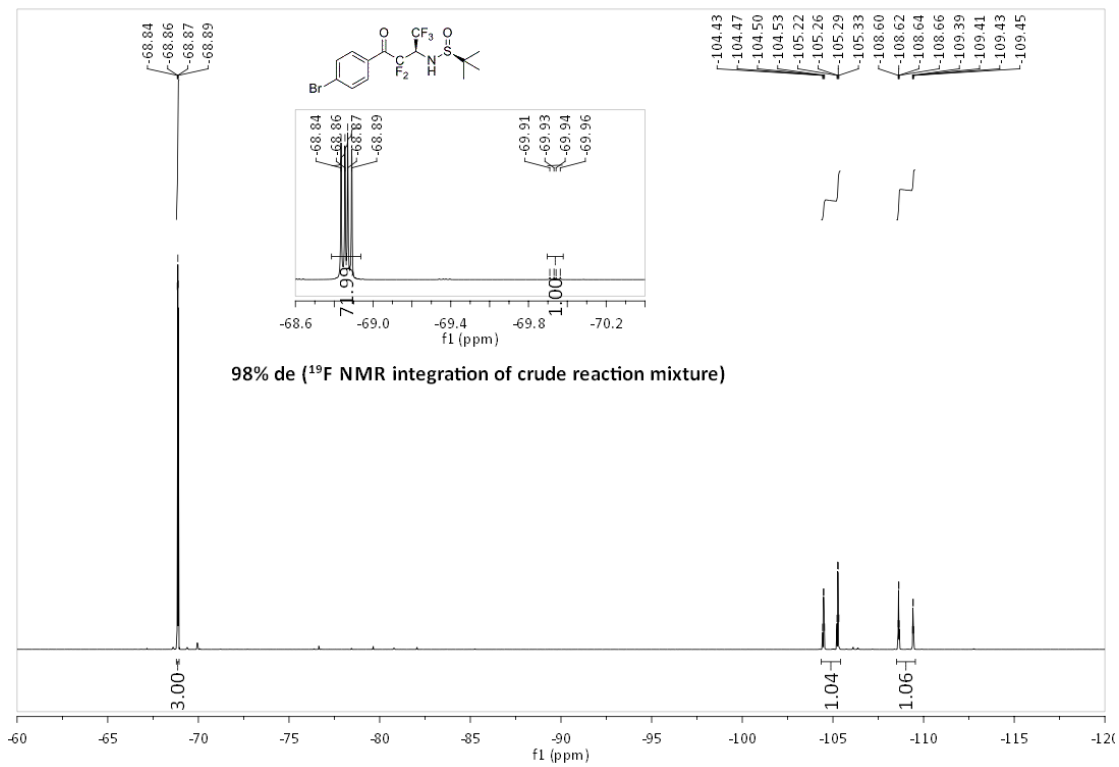 -68.84
-68.86
-68.87
-68.89
-104.43
-104.47
-104.50
-104.53
-105.22
-105.26
-105.29
-105.33
-108.60
-108.62
-108.64
-108.66
-109.39
-109.41
-109.43
-109.45
O
CF3
O
S
F2
N
H
Br
-68.84
-68.86
-68.87
-68.89
-69.91
-69.93
-69.94
-69.96
71.99
1.00
-68.6 -69.0 -69.4 -69.8 -70.2
f1 (ppm)
98% de (¹⁹F NMR integration of crude reaction mixture)
3.00
1.04
1.06
-60 -65 -70 -75 -80 -85 -90 -95 -100 -105 -110 -115 -120
f1 (ppm)